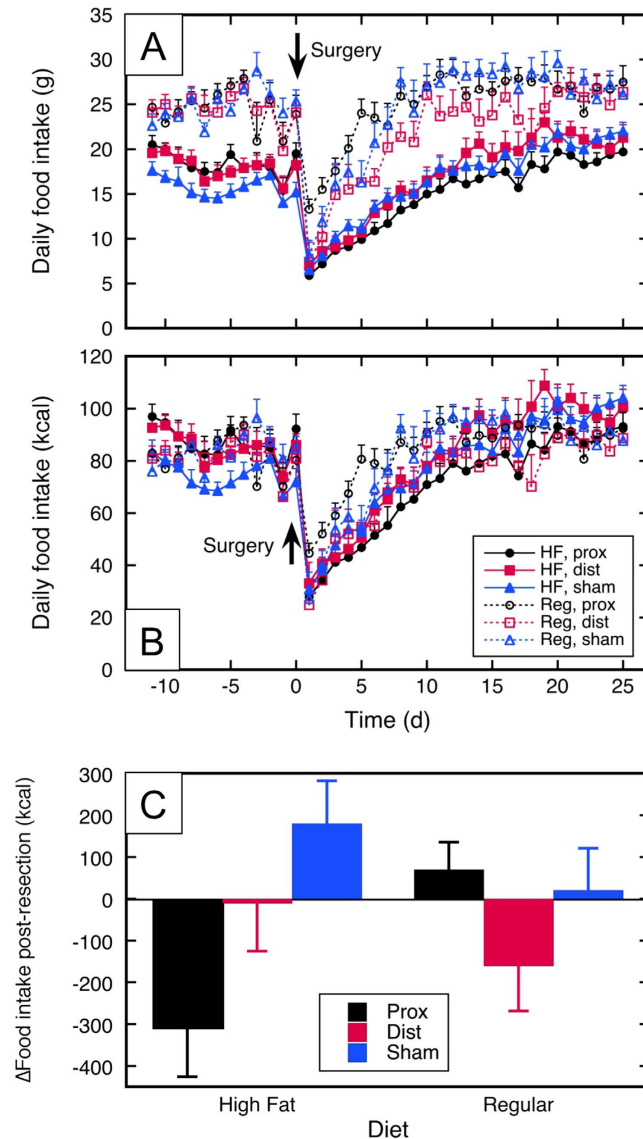 A
Surgery
Daily food intake (g)
35
30
25
20
15
10
5
0
B
Surgery
Daily food intake (kcal)
120
100
80
60
40
20
0
HF, prox
HF, dist
HF, sham
Reg, prox
Reg, dist
Reg, sham
-10 -5 0 5 10 15 20 25
Time (d)
C
ΔFood intake post-resection (kcal)
300
200
100
0
-100
-200
-300
-400
Prox
Dist
Sham
High Fat Regular
Diet